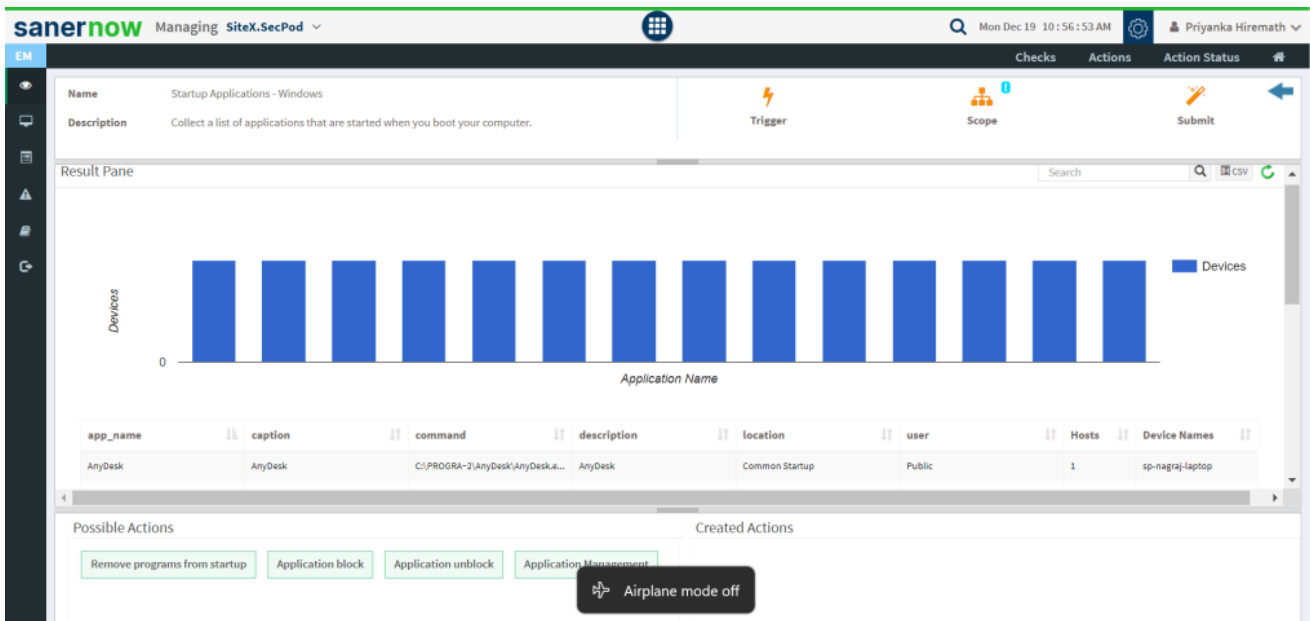 sanernow Managing SiteX.SecPod Mon Dec 19 10:56:53 AM Priyanka Hiremath
EM Checks Actions Action Status
Name Startup Applications - Windows
Description Collect a list of applications that are started when you boot your computer.
Trigger Scope Submit
Result Pane Search CSV
Devices
Devices
0
Application Name
app_name caption command description location user Hosts Device Names
AnyDesk AnyDesk C:\PROGRA~2\AnyDesk\AnyDesk.e... AnyDesk Common Startup Public 1 sp-nagraj-laptop
Possible Actions Created Actions
Remove programs from startup Application block Application unblock Application Management
Airplane mode off